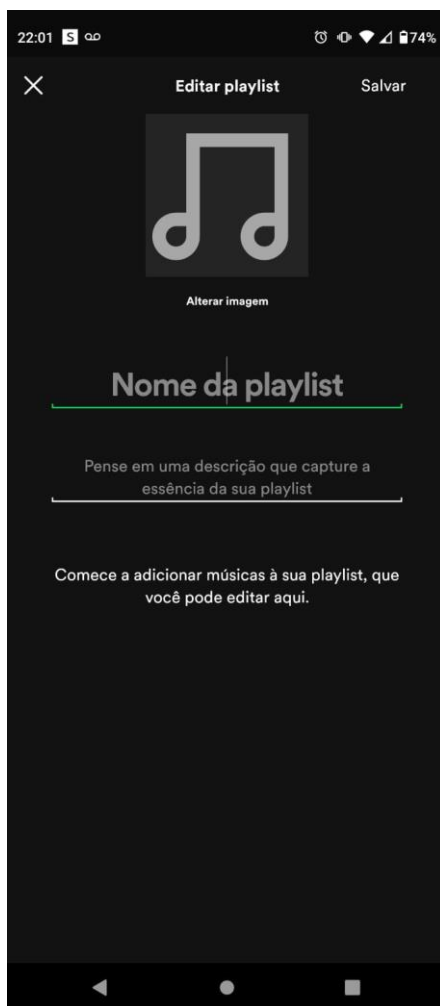 22:01 S 74%
Editar playlist Salvar
Alterar imagem
Nome da playlist
Pense em uma descrição que capture a
essência da sua playlist
Comece a adicionar músicas à sua playlist, que
você pode editar aqui.